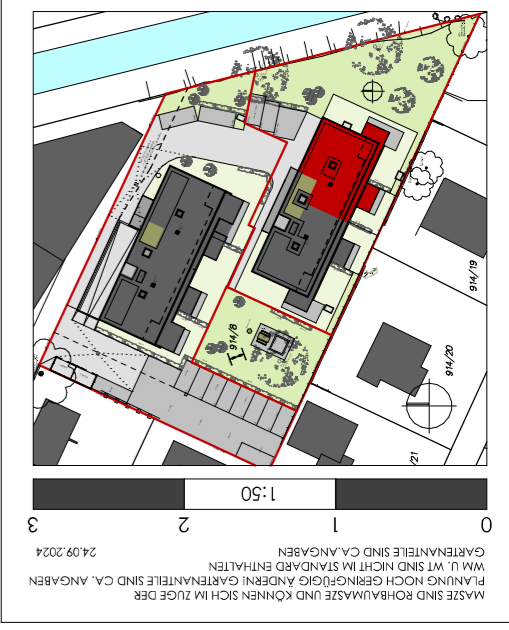 MASZE SIND ROHBAUMASZE UND KÖNNEN SICH IM ZUGE DER
PLANUNG NOCH GERINGFÜGIG ÄNDERN! GARTENANTEILE SIND CA. ANGABEN
WM. U. WT SIND NICHT IM STANDARD ENTHALTEN
GARTENANTEILE SIND CA.ANGABEN
24.09.2024
0 1 2 3
1:50
914/19
914/20
/21
914/8